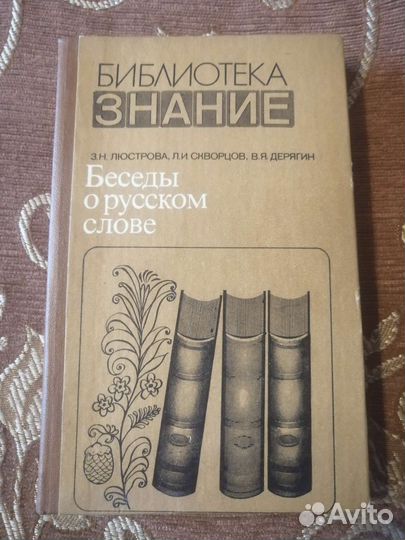 БИБЛИОТЕКА
ЗНАНИЕ
З.Н. ЛЮСТРОВА, Л.И. СКВОРЦОВ, В.Я. ДЕРЯГИН
Беседы
о русском
слове
Avito